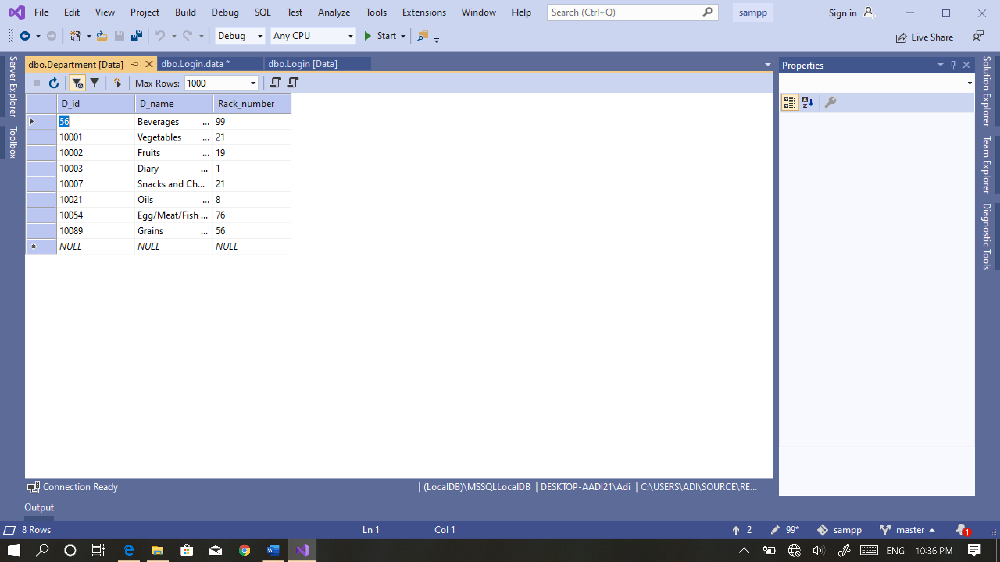 File Edit View Project Build Debug SQL Test Analyze Tools Extensions Window Help Search (Ctrl+Q) sampp Sign in
Debug Any CPU Start Live Share
Server Explorer
Toolbox
dbo.Department [Data] dbo.Login.data * dbo.Login [Data]
Max Rows: 1000
D_id D_name Rack_number
56 Beverages ... 99
10001 Vegetables ... 21
10002 Fruits ... 19
10003 Diary ... 1
10007 Snacks and Ch... 21
10021 Oils ... 8
10054 Egg/Meat/Fish ... 76
10089 Grains ... 56
NULL NULL NULL
Properties
Solution Explorer
Team Explorer
Diagnostic Tools
Connection Ready | (LocalDB)\MSSQLLocalDB | DESKTOP-AADI21\Adi | C:\USERS\ADI\SOURCE\RE...
Output
8 Rows Ln 1 Col 1 2 99* sampp master 1
ENG 10:36 PM